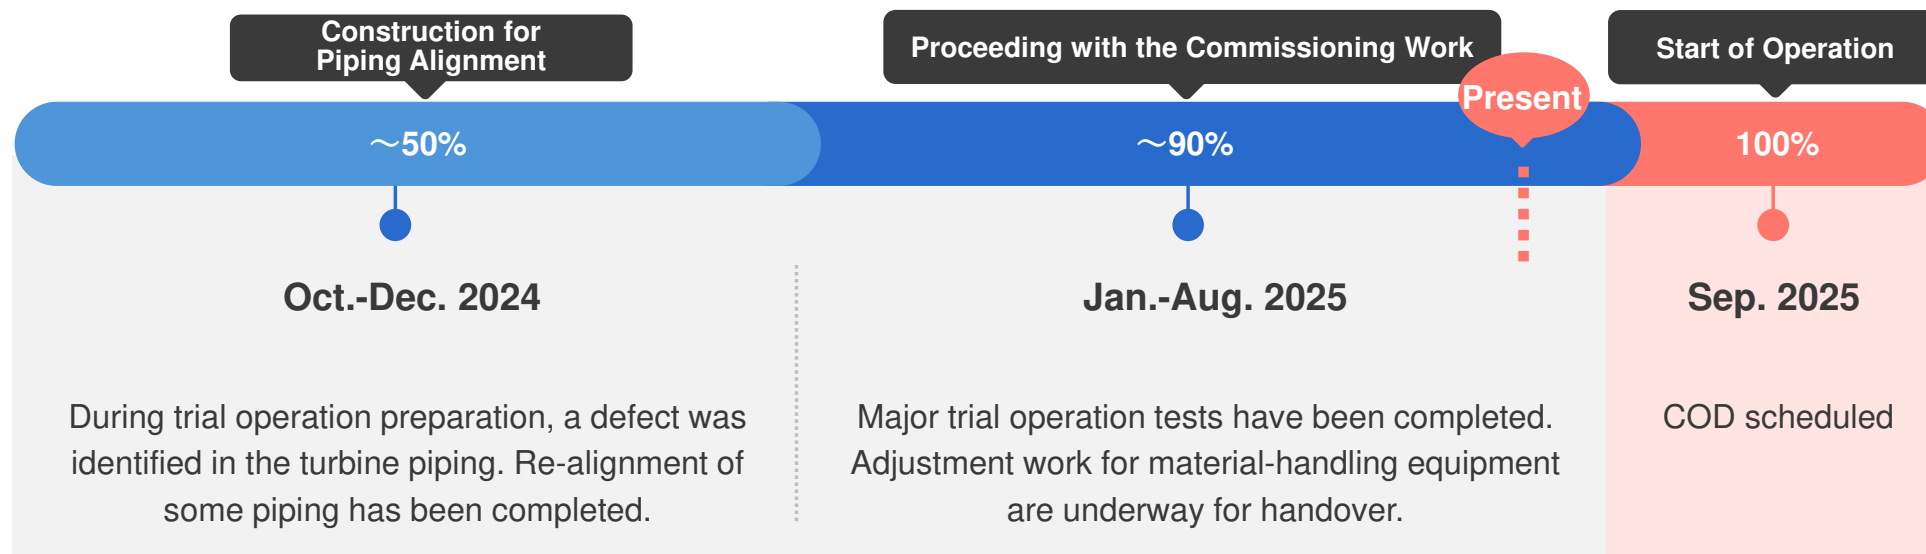 Construction for
Piping Alignment
Proceeding with the Commissioning Work
Start of Operation
Present
～50%
～90%
100%
Oct.-Dec. 2024
Jan.-Aug. 2025
Sep. 2025
During trial operation preparation, a defect was
identified in the turbine piping. Re-alignment of
some piping has been completed.
Major trial operation tests have been completed.
Adjustment work for material-handling equipment
are underway for handover.
COD scheduled